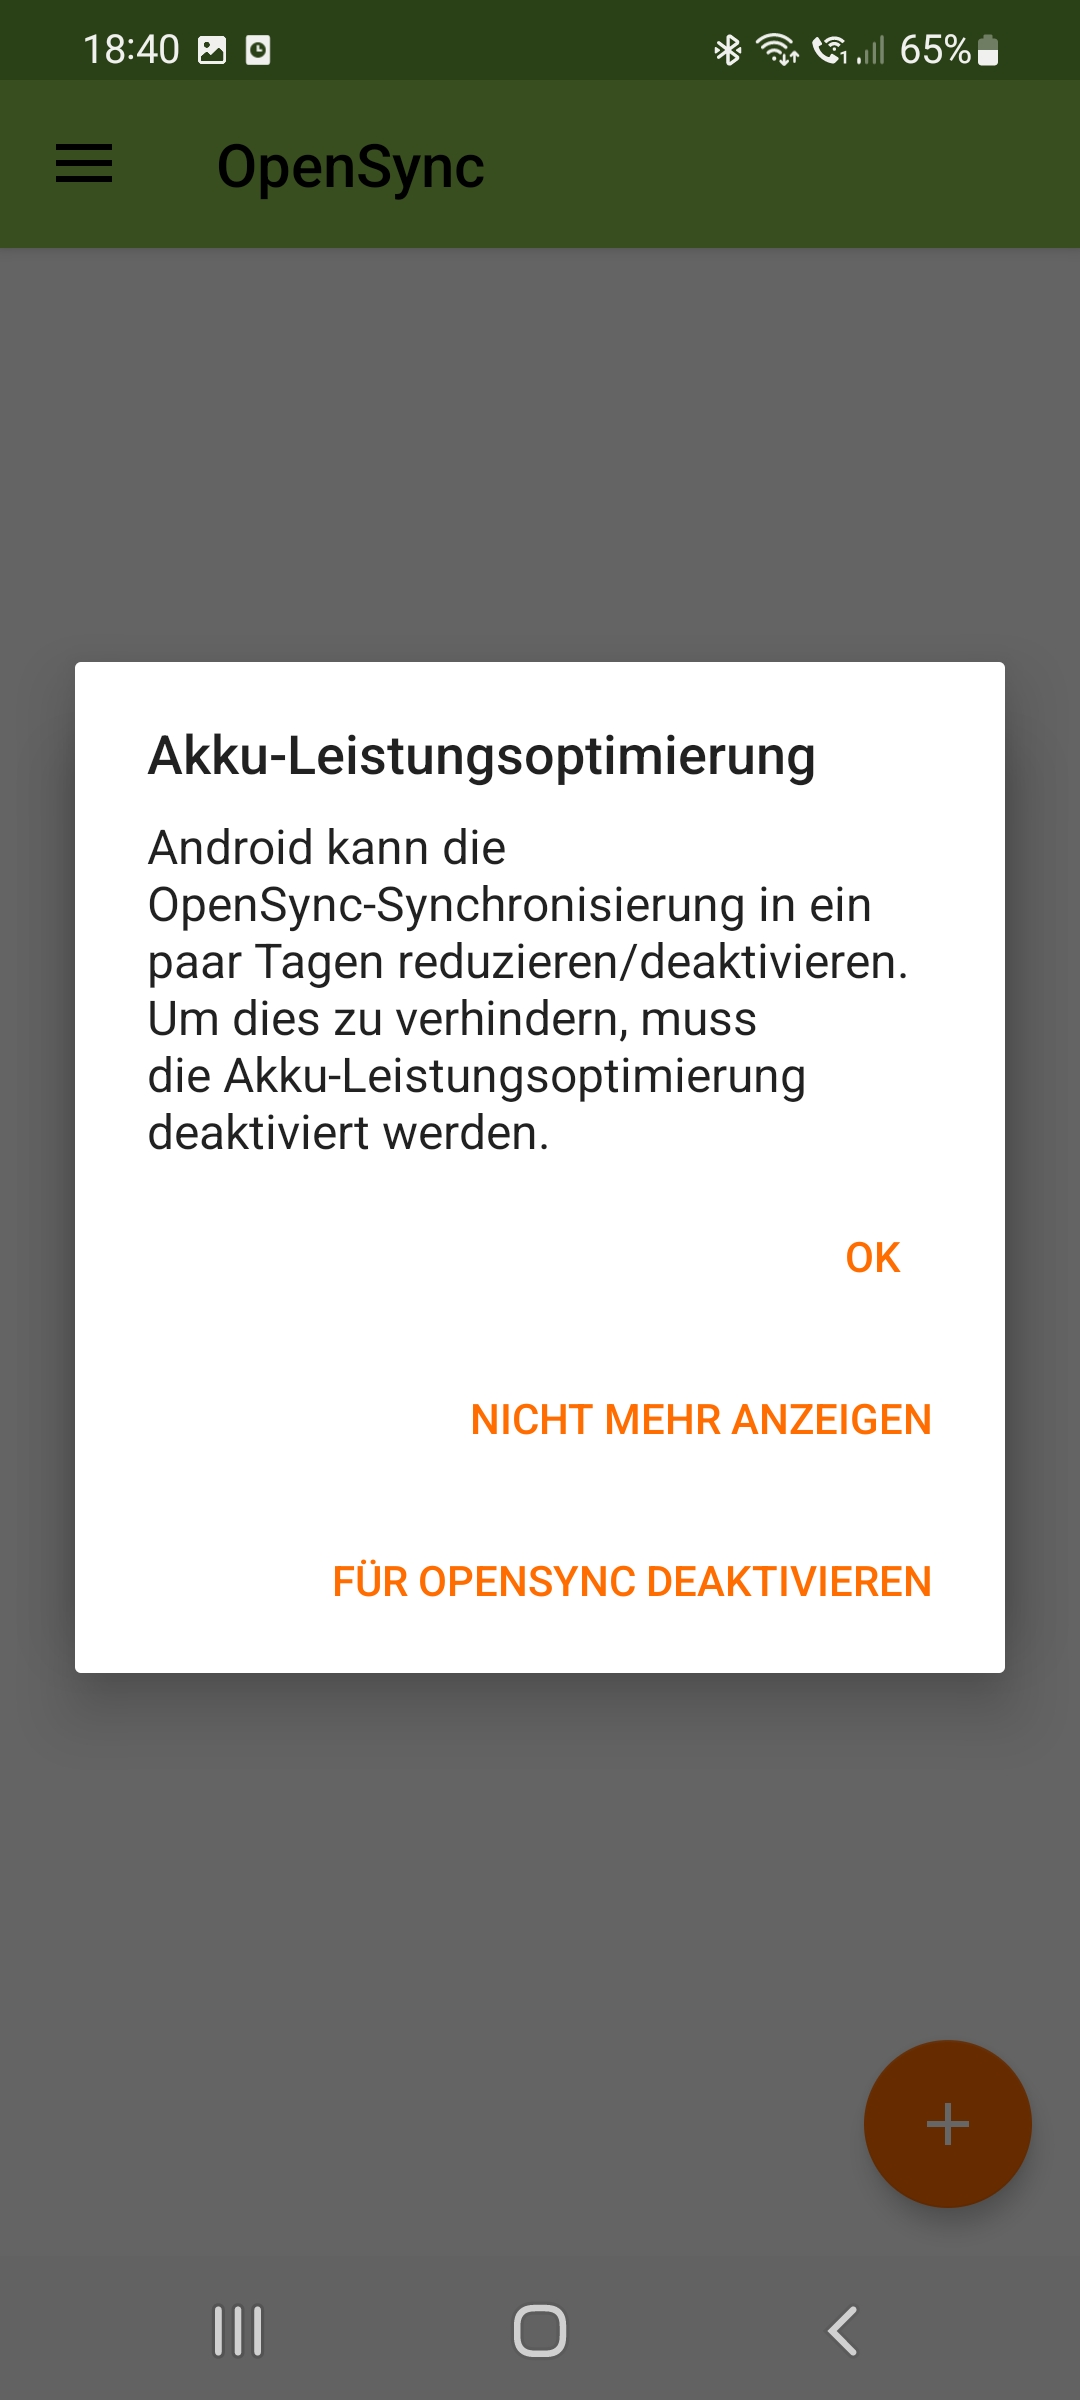 18:40
65%
OpenSync
Akku-Leistungsoptimierung
Android kann die
OpenSync-Synchronisierung in ein
paar Tagen reduzieren/deaktivieren.
Um dies zu verhindern, muss
die Akku-Leistungsoptimierung
deaktiviert werden.
OK
NICHT MEHR ANZEIGEN
FÜR OPENSYNC DEAKTIVIEREN